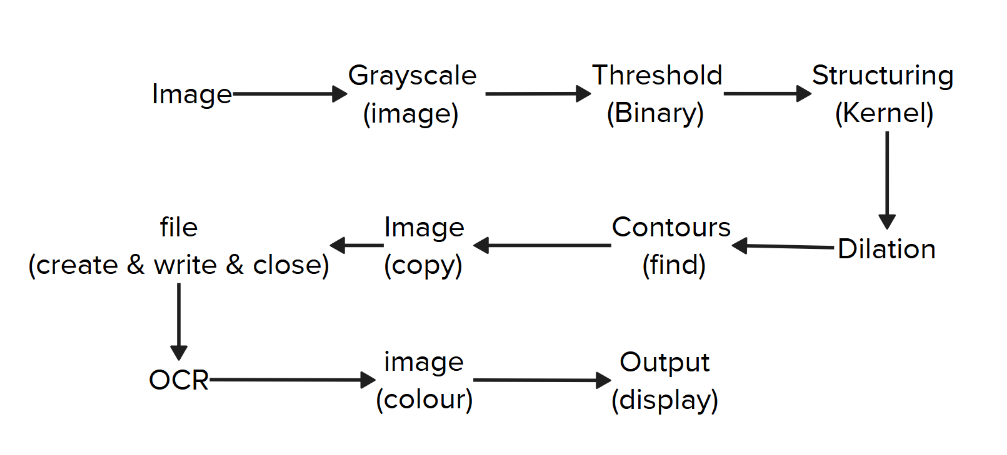 Image
Grayscale
(image)
Threshold
(Binary)
Structuring
(Kernel)
Dilation
Contours
(find)
Image
(copy)
file
(create & write & close)
OCR
image
(colour)
Output
(display)